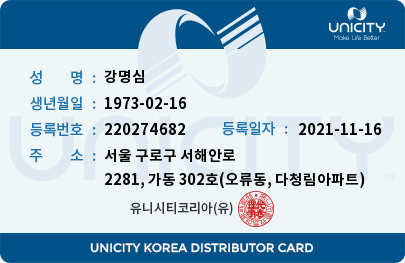 UNICITY
Make Life Better
성 명 : 강명심
생년월일 : 1973-02-16
등록번호 : 220274682 등록일자 : 2021-11-16
주 소 : 서울 구로구 서해안로
2281, 가동 302호(오류동, 다청림아파트)
유니시티코리아(유)
UNICITY
UNICITY KOREA DISTRIBUTOR CARD